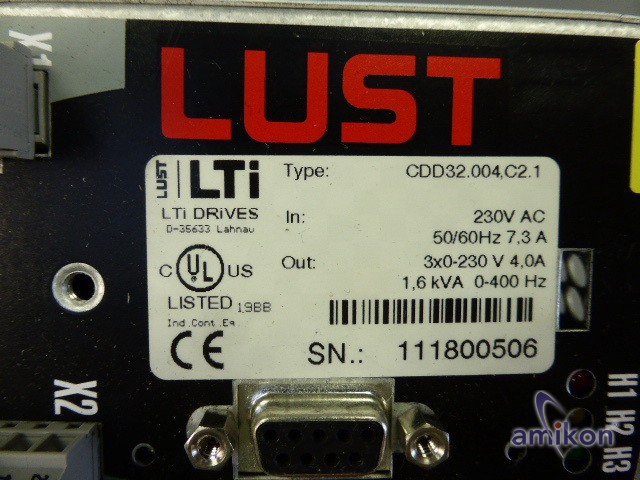 X1
LUST
LUST LTi
LTi DRiVES
D-35633 Lahnau
Type: CDD32.004,C2.1
In: 230V AC
50/60Hz 7,3 A
Out: 3x0-230 V 4,0A
1,6 kVA 0-400 Hz
C UL US
LISTED 19BB
Ind.Cont.Eq
CE
SN.: 111800506
X2
H1 H2 H3
amikon